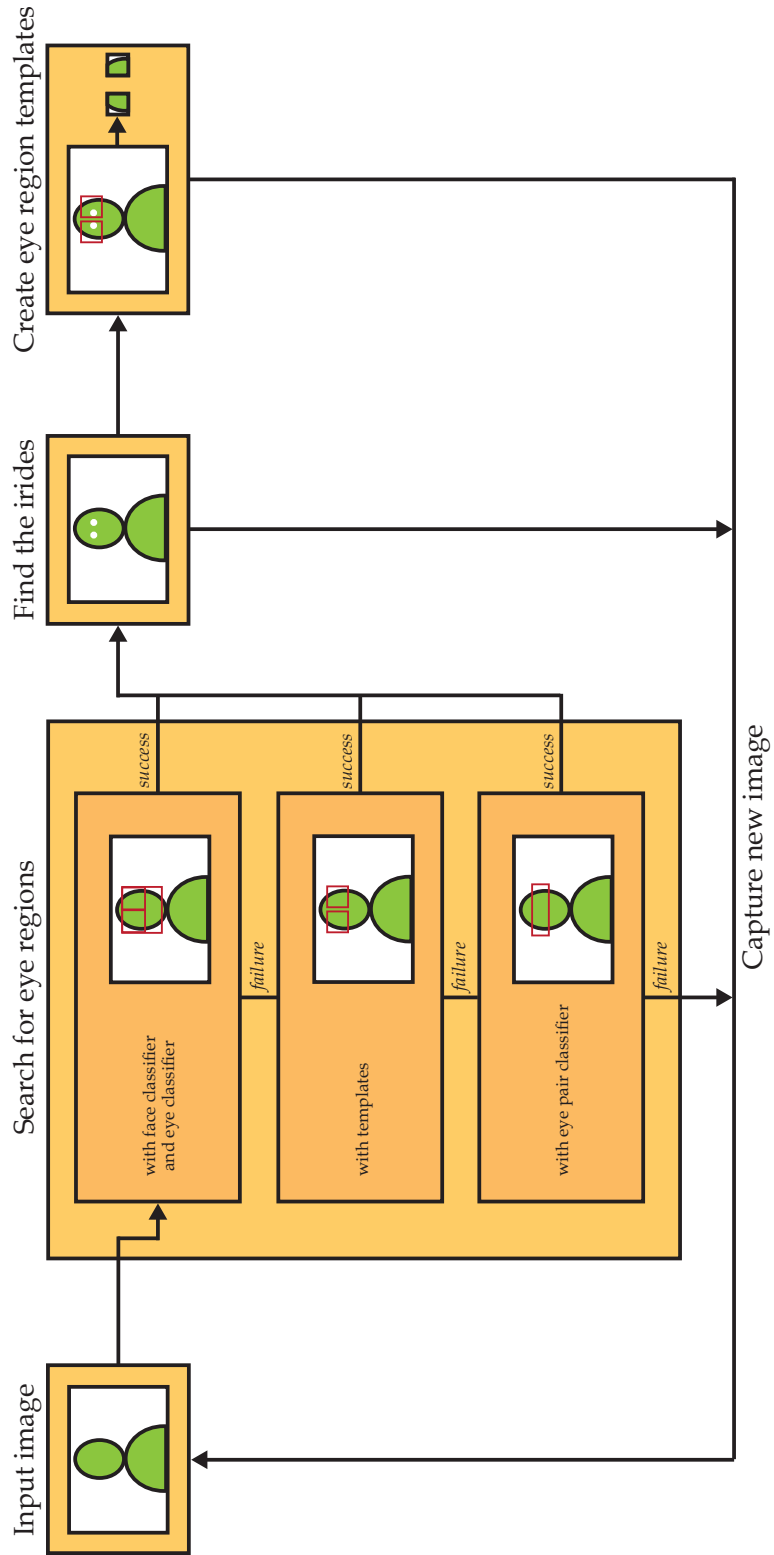 Input image
Search for eye regions
with face classifier
and eye classifier
success
failure
with templates
success
failure
with eye pair classifier
success
failure
Find the irides
Create eye region templates
Capture new image